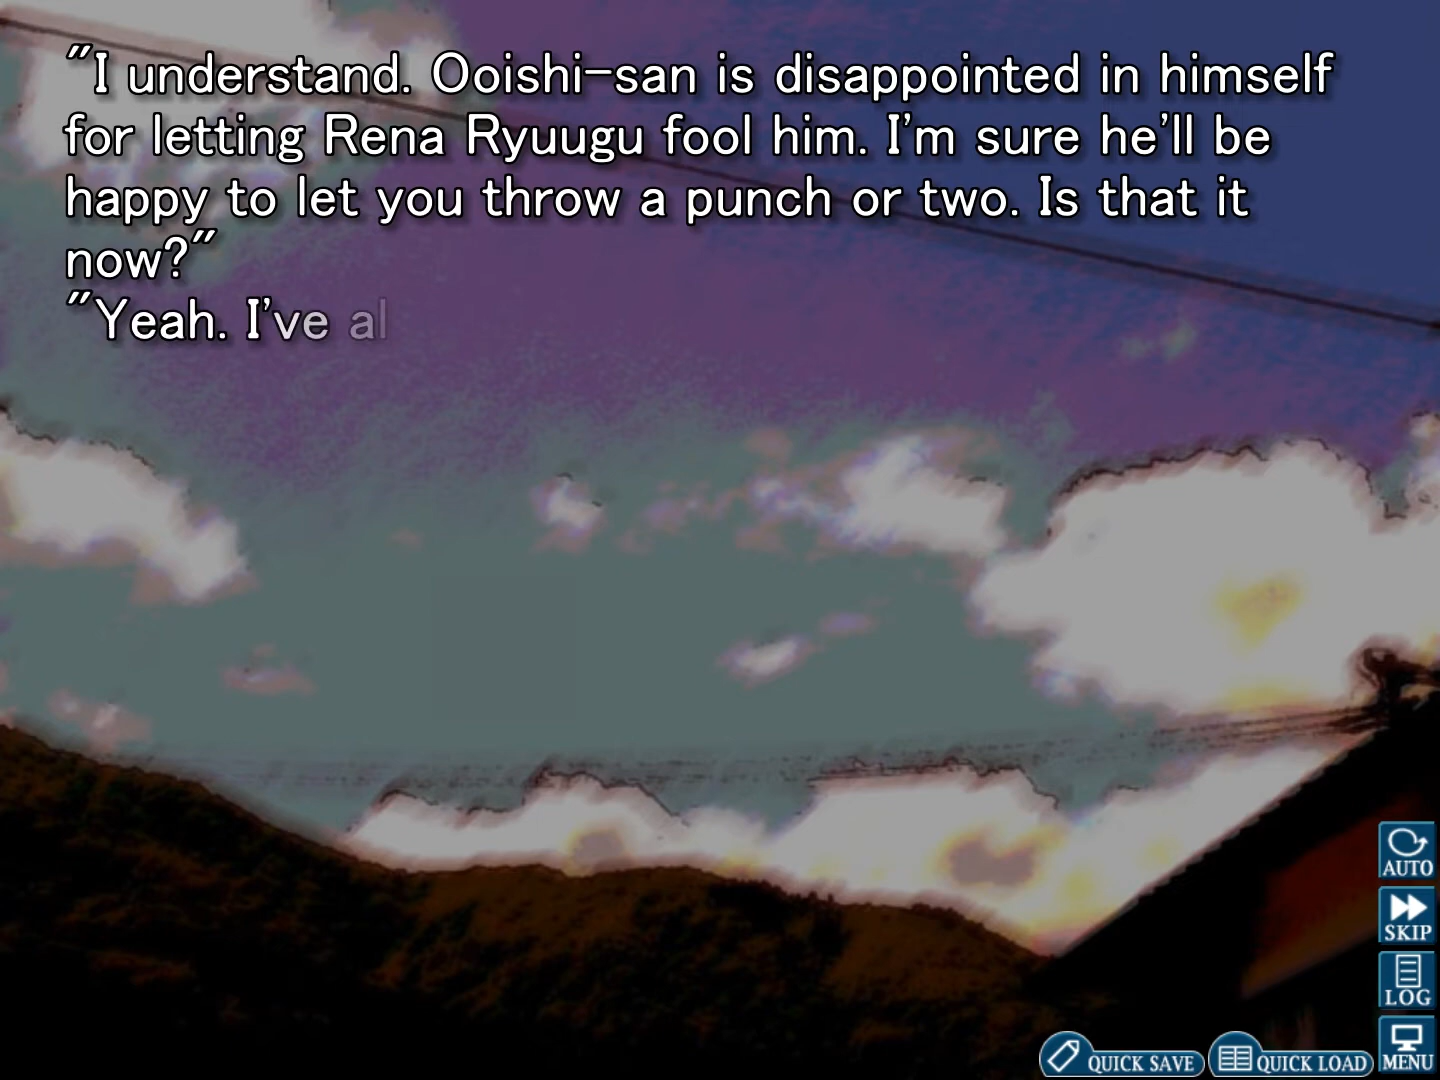 "I understand. Ooishi-san is disappointed in himself
for letting Rena Ryuugu fool him. I'm sure he'll be
happy to let you throw a punch or two. Is that it
now?"
"Yeah. I've al
AUTO
SKIP
LOG
QUICK SAVE
QUICK LOAD
MENU